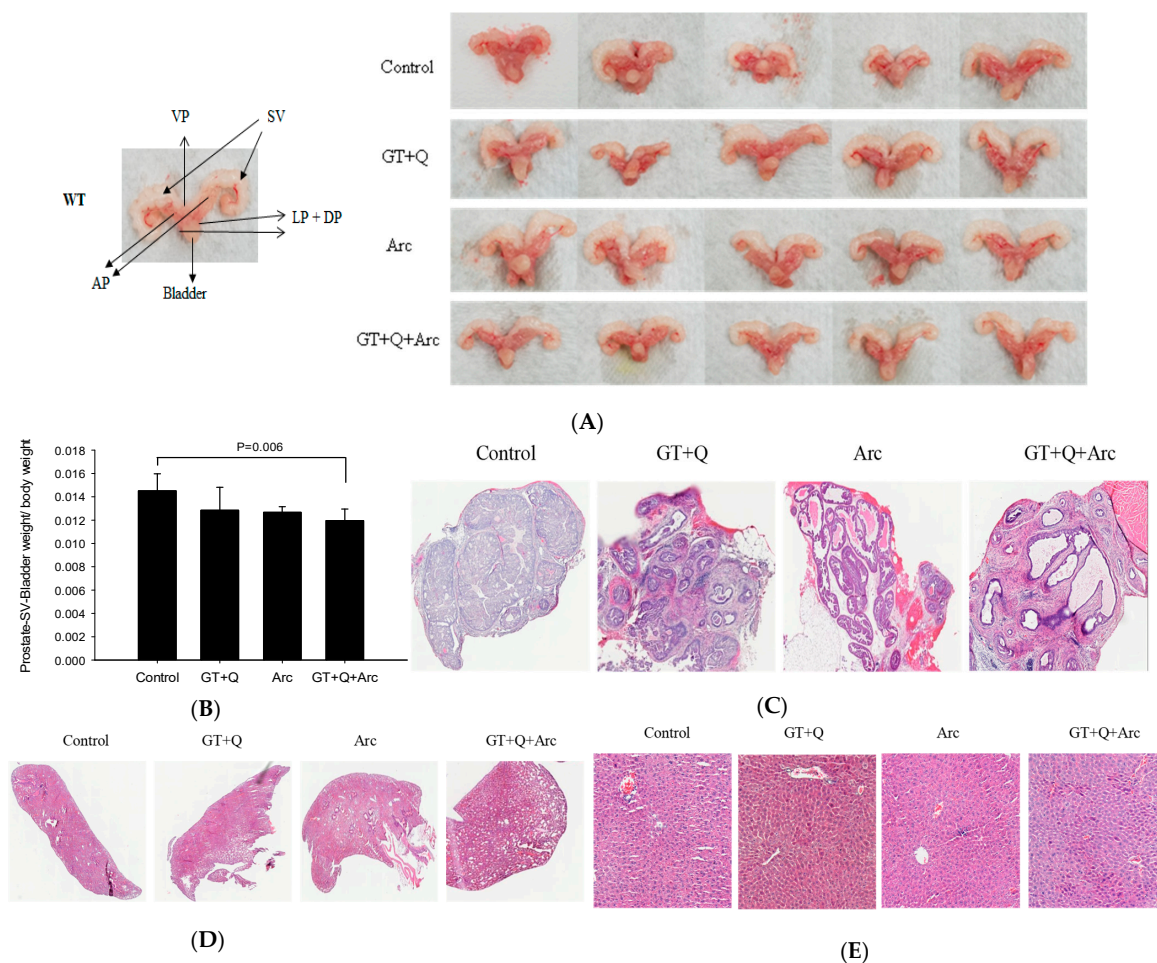 Control
GT+Q
Arc
GT+Q+Arc
WT
VP
SV
LP + DP
AP
Bladder
(A)
Prostate-SV-Bladder weight/ body weight
0.018
0.016
0.014
0.012
0.010
0.008
0.006
0.004
0.002
0.000
P=0.006
Control GT+Q Arc GT+Q+Arc
(B)
Control GT+Q Arc GT+Q+Arc
(C)
Control GT+Q Arc GT+Q+Arc
(D)
Control GT+Q Arc GT+Q+Arc
(E)